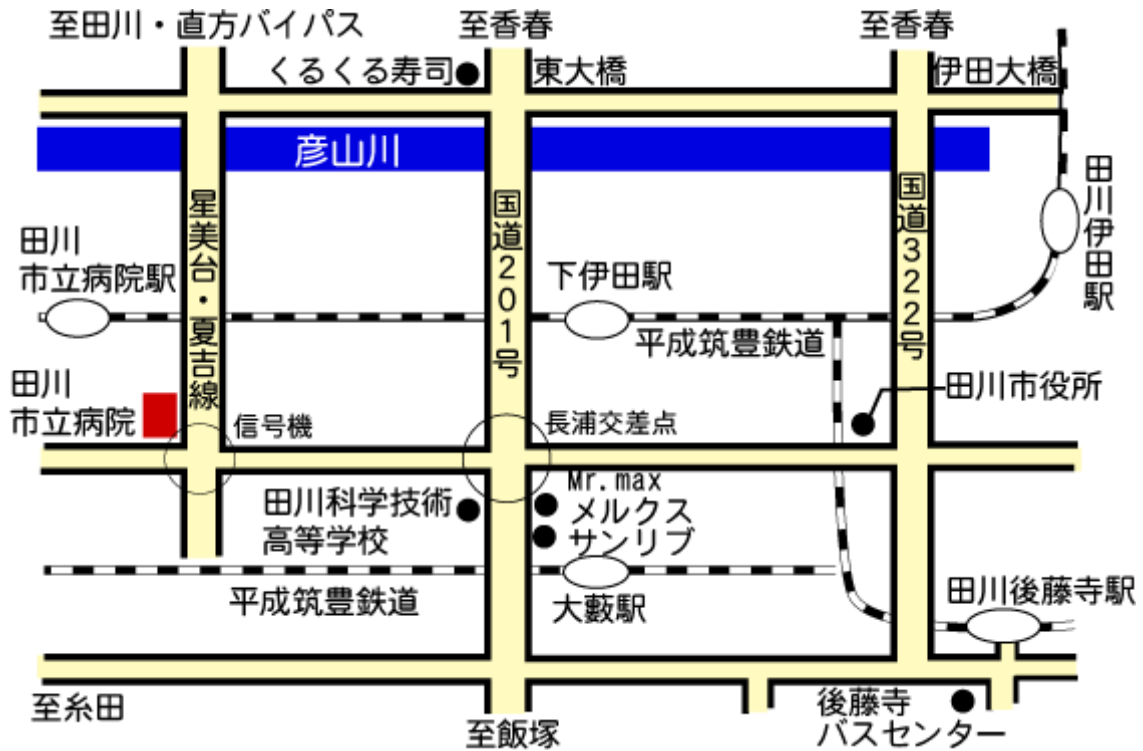 至田川・直方バイパス
至香春
至香春
くるくる寿司
東大橋
伊田大橋
彦山川
星美台・夏吉線
国道201号
国道322号
田川伊田駅
田川
市立病院駅
下伊田駅
平成筑豊鉄道
田川
市立病院
信号機
長浦交差点
田川市役所
田川科学技術
高等学校
Mr.max
メルクス
サンリブ
平成筑豊鉄道
大藪駅
田川後藤寺駅
至糸田
至飯塚
後藤寺
バスセンター